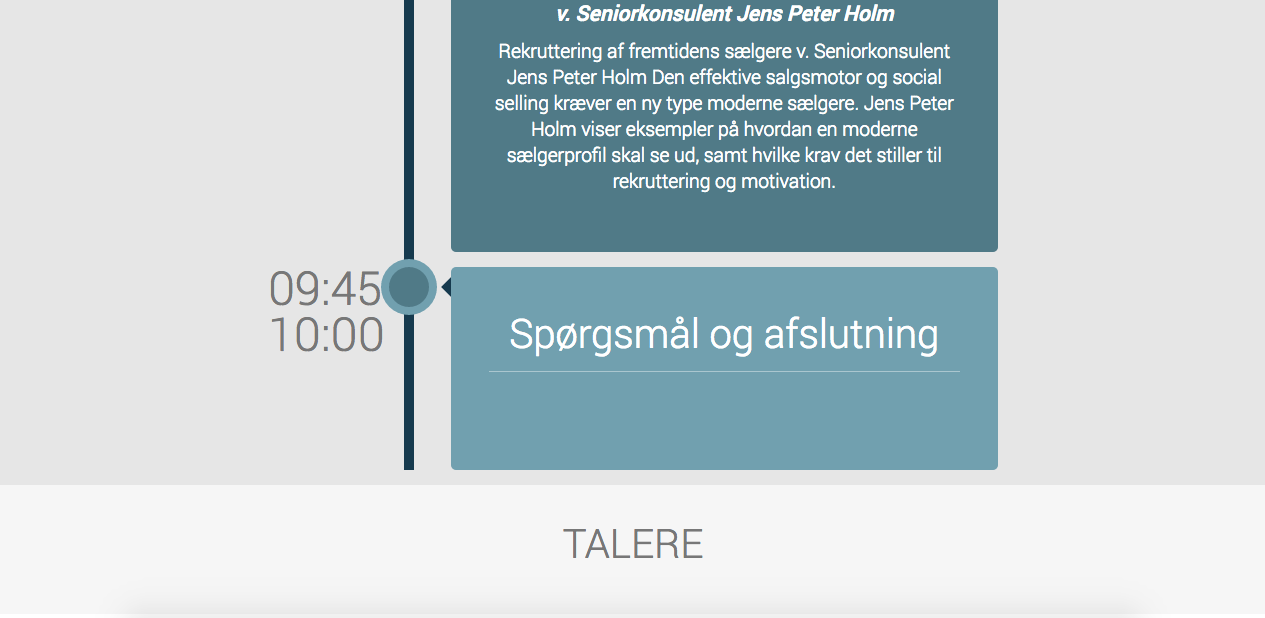 v. Seniorkonsulent Jens Peter Holm
Rekruttering af fremtidens sælgere v. Seniorkonsulent
Jens Peter Holm Den effektive salgsmotor og social
selling kræver en ny type moderne sælgere. Jens Peter
Holm viser eksempler på hvordan en moderne
sælgerprofil skal se ud, samt hvilke krav det stiller til
rekruttering og motivation.
09:45
10:00
Spørgsmål og afslutning
TALERE